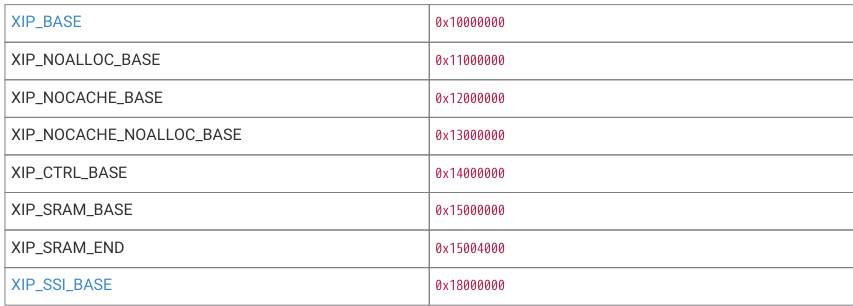 XIP_BASE 0x10000000
XIP_NOALLOC_BASE 0x11000000
XIP_NOCACHE_BASE 0x12000000
XIP_NOCACHE_NOALLOC_BASE 0x13000000
XIP_CTRL_BASE 0x14000000
XIP_SRAM_BASE 0x15000000
XIP_SRAM_END 0x15004000
XIP_SSI_BASE 0x18000000